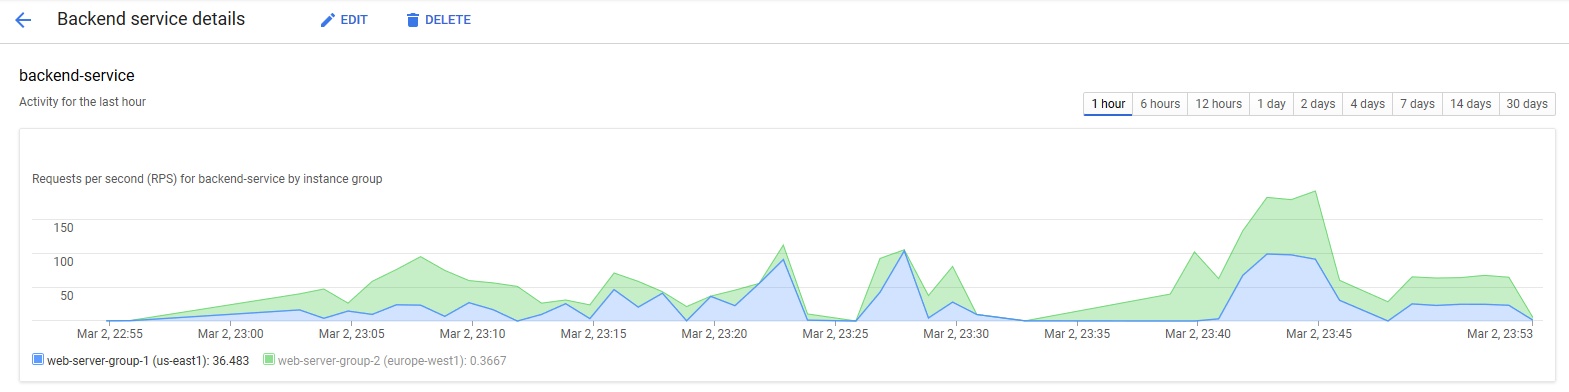 Backend service details EDIT DELETE
backend-service
Activity for the last hour
1 hour 6 hours 12 hours 1 day 2 days 4 days 7 days 14 days 30 days
Requests per second (RPS) for backend-service by instance group
150
100
50
Mar 2, 22:55 Mar 2, 23:00 Mar 2, 23:05 Mar 2, 23:10 Mar 2, 23:15 Mar 2, 23:20 Mar 2, 23:25 Mar 2, 23:30 Mar 2, 23:35 Mar 2, 23:40 Mar 2, 23:45 Mar 2, 23:53
web-server-group-1 (us-east1): 36.483 web-server-group-2 (europe-west1): 0.3667